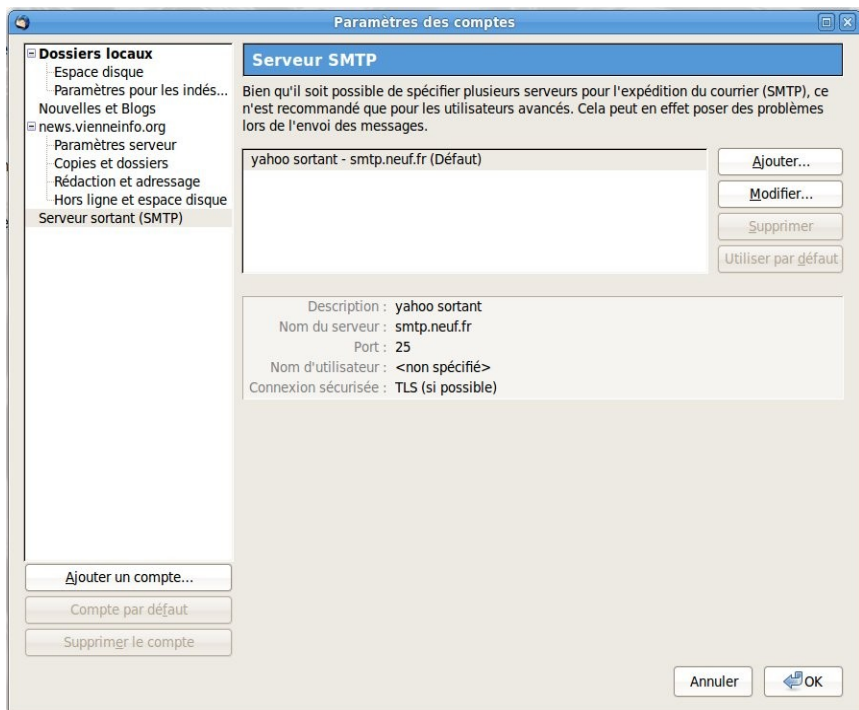 Paramètres des comptes
Dossiers locaux
Espace disque
Paramètres pour les indés...
Nouvelles et Blogs
news.vienneinfo.org
Paramètres serveur
Copies et dossiers
Rédaction et adressage
Hors ligne et espace disque
Serveur sortant (SMTP)
Ajouter un compte...
Compte par défaut
Supprimer le compte
Serveur SMTP
Bien qu'il soit possible de spécifier plusieurs serveurs pour l'expédition du courrier (SMTP), ce
n'est recommandé que pour les utilisateurs avancés. Cela peut en effet poser des problèmes
lors de l'envoi des messages.
yahoo sortant - smtp.neuf.fr (Défaut)
Ajouter...
Modifier...
Supprimer
Utiliser par défaut
Description : yahoo sortant
Nom du serveur : smtp.neuf.fr
Port : 25
Nom d'utilisateur : <non spécifié>
Connexion sécurisée : TLS (si possible)
Annuler
OK